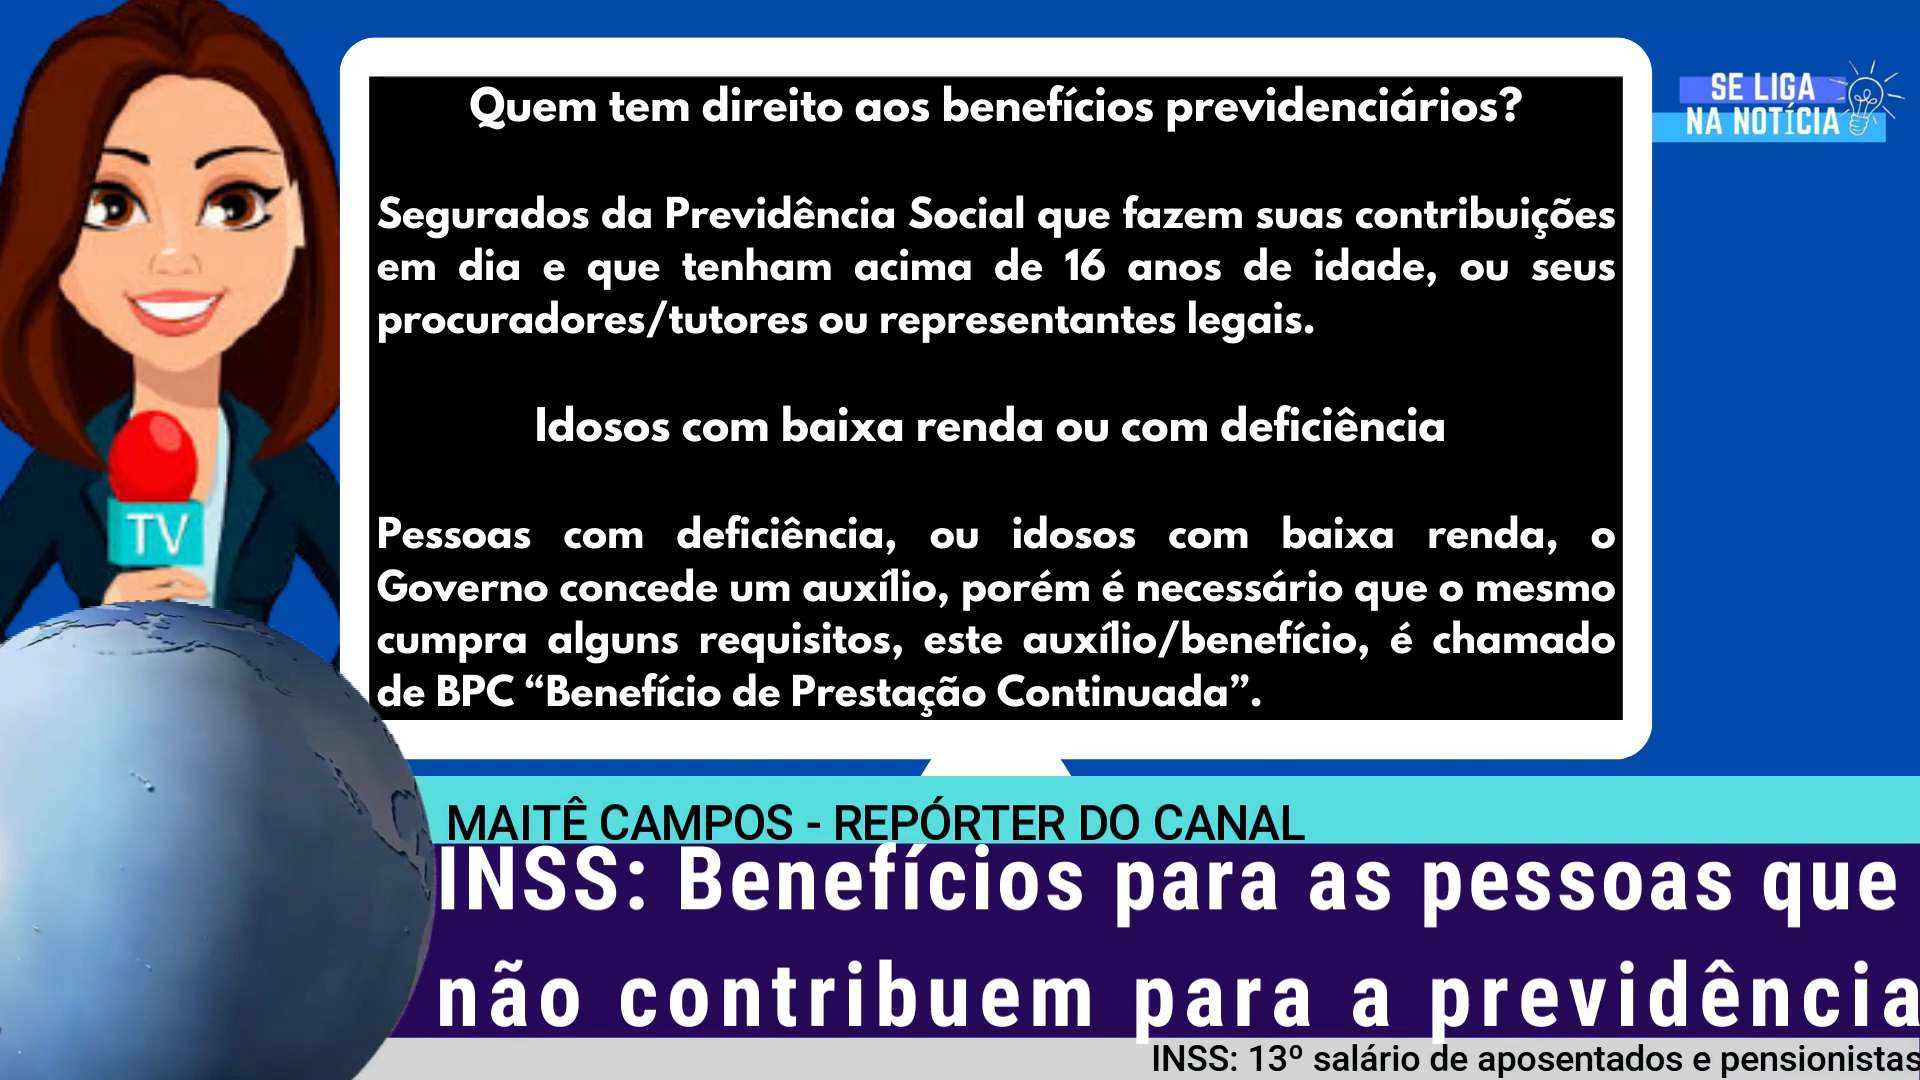 Quem tem direito aos benefícios previdenciários?
Segurados da Previdência Social que fazem suas contribuições
em dia e que tenham acima de 16 anos de idade, ou seus
procuradores/tutores ou representantes legais.
Idosos com baixa renda ou com deficiência
Pessoas com deficiência, ou idosos com baixa renda, o
Governo concede um auxílio, porém é necessário que o mesmo
cumpra alguns requisitos, este auxílio/benefício, é chamado
de BPC “Benefício de Prestação Continuada”.
SE LIGA
NA NOTÍCIA
TV
MAITÊ CAMPOS - REPÓRTER DO CANAL
INSS: Benefícios para as pessoas que
não contribuem para a previdência
INSS: 13º salário de aposentados e pensionistas